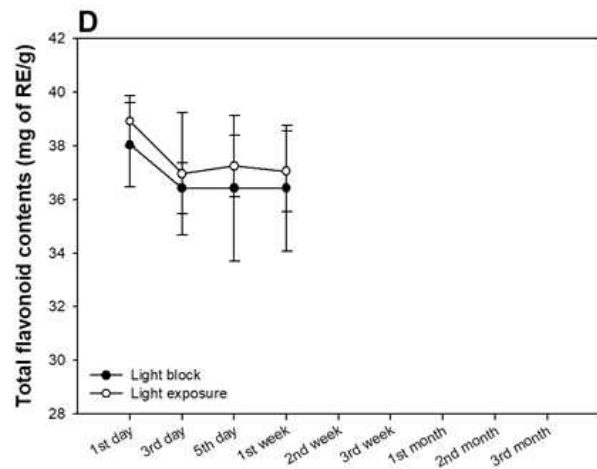 D
Total flavonoid contents (mg of RE/g)
42
40
38
36
34
32
30
28
Light block
Light exposure
1st day
3rd day
5th day
1st week
2nd week
3rd week
1st month
2nd month
3rd month